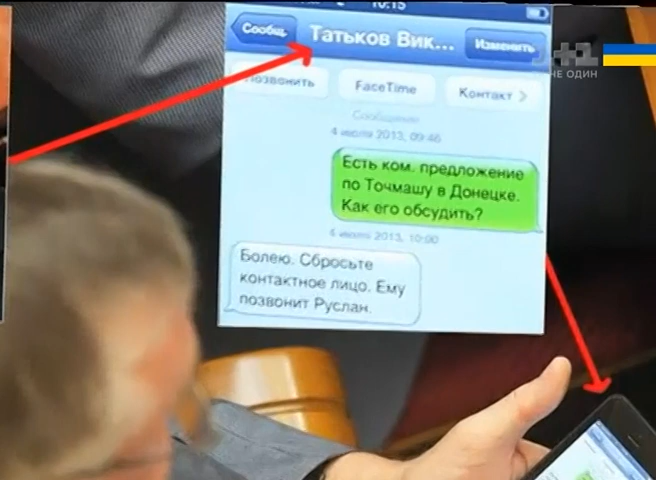 10:15
Сообщ.
Татьков Вик...
Изменить
Позвонить
FaceTime
Контакт >
Сообщение
4 июля 2013, 09:46
Есть ком. предложение
по Точмашу в Донецке.
Как его обсудить?
4 июля 2013, 10:00
Болею. Сбросьте
контактное лицо. Ему
позвонит Руслан.
1+1
НЕ ОДИН